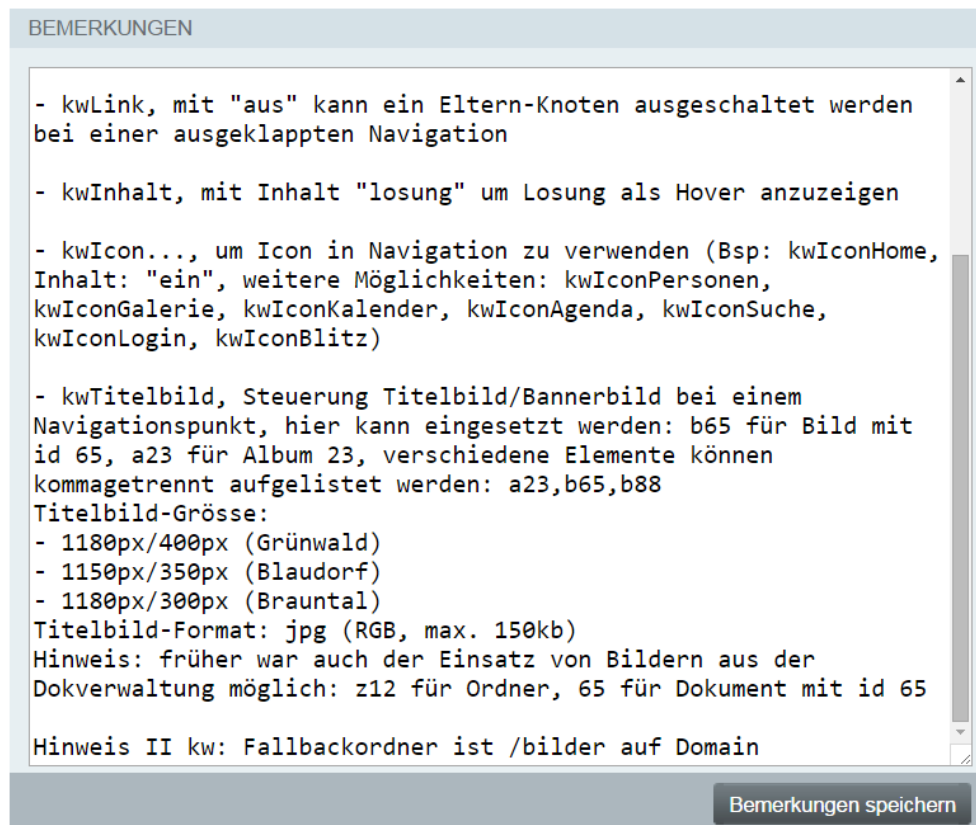 BEMERKUNGEN
- kwLink, mit "aus" kann ein Eltern-Knoten ausgeschaltet werden
bei einer ausgeklappten Navigation
- kwInhalt, mit Inhalt "losung" um Losung als Hover anzuzeigen
- kwIcon..., um Icon in Navigation zu verwenden (Bsp: kwIconHome,
Inhalt: "ein", weitere Möglichkeiten: kwIconPersonen,
kwIconGalerie, kwIconKalender, kwIconAgenda, kwIconSuche,
kwIconLogin, kwIconBlitz)
- kwTitelbild, Steuerung Titelbild/Bannerbild bei einem
Navigationspunkt, hier kann eingesetzt werden: b65 für Bild mit
id 65, a23 für Album 23, verschiedene Elemente können
kommagetrennt aufgelistet werden: a23,b65,b88
Titelbild-Grösse:
- 1180px/400px (Grünwald)
- 1150px/350px (Blaudorf)
- 1180px/300px (Brauntal)
Titelbild-Format: jpg (RGB, max. 150kb)
Hinweis: früher war auch der Einsatz von Bildern aus der
Dokverwaltung möglich: z12 für Ordner, 65 für Dokument mit id 65
Hinweis II kw: Fallbackordner ist /bilder auf Domain
Bemerkungen speichern